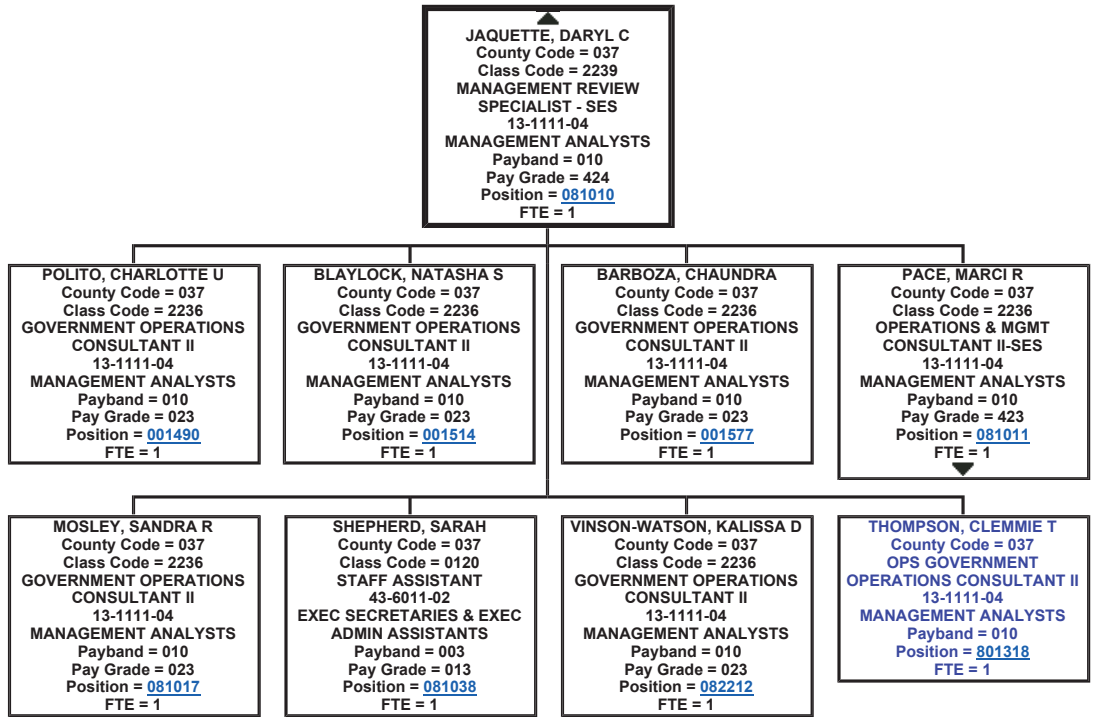 JAQUETTE, DARYL C
County Code = 037
Class Code = 2239
MANAGEMENT REVIEW
SPECIALIST - SES
13-1111-04
MANAGEMENT ANALYSTS
Payband = 010
Pay Grade = 424
Position = 081010
FTE = 1
POLITO, CHARLOTTE U
County Code = 037
Class Code = 2236
GOVERNMENT OPERATIONS
CONSULTANT II
13-1111-04
MANAGEMENT ANALYSTS
Payband = 010
Pay Grade = 023
Position = 001490
FTE = 1
BLAYLOCK, NATASHA S
County Code = 037
Class Code = 2236
GOVERNMENT OPERATIONS
CONSULTANT II
13-1111-04
MANAGEMENT ANALYSTS
Payband = 010
Pay Grade = 023
Position = 001514
FTE = 1
BARBOZA, CHAUNDRA
County Code = 037
Class Code = 2236
GOVERNMENT OPERATIONS
CONSULTANT II
13-1111-04
MANAGEMENT ANALYSTS
Payband = 010
Pay Grade = 023
Position = 001577
FTE = 1
PACE, MARCI R
County Code = 037
Class Code = 2236
OPERATIONS & MGMT
CONSULTANT II-SES
13-1111-04
MANAGEMENT ANALYSTS
Payband = 010
Pay Grade = 423
Position = 081011
FTE = 1
MOSLEY, SANDRA R
County Code = 037
Class Code = 2236
GOVERNMENT OPERATIONS
CONSULTANT II
13-1111-04
MANAGEMENT ANALYSTS
Payband = 010
Pay Grade = 023
Position = 081017
FTE = 1
SHEPHERD, SARAH
County Code = 037
Class Code = 0120
STAFF ASSISTANT
43-6011-02
EXEC SECRETARIES & EXEC
ADMIN ASSISTANTS
Payband = 003
Pay Grade = 013
Position = 081038
FTE = 1
VINSON-WATSON, KALISSA D
County Code = 037
Class Code = 2236
GOVERNMENT OPERATIONS
CONSULTANT II
13-1111-04
MANAGEMENT ANALYSTS
Payband = 010
Pay Grade = 023
Position = 082212
FTE = 1
THOMPSON, CLEMMIE T
County Code = 037
OPS GOVERNMENT
OPERATIONS CONSULTANT II
13-1111-04
MANAGEMENT ANALYSTS
Payband = 010
Position = 801318
FTE = 1